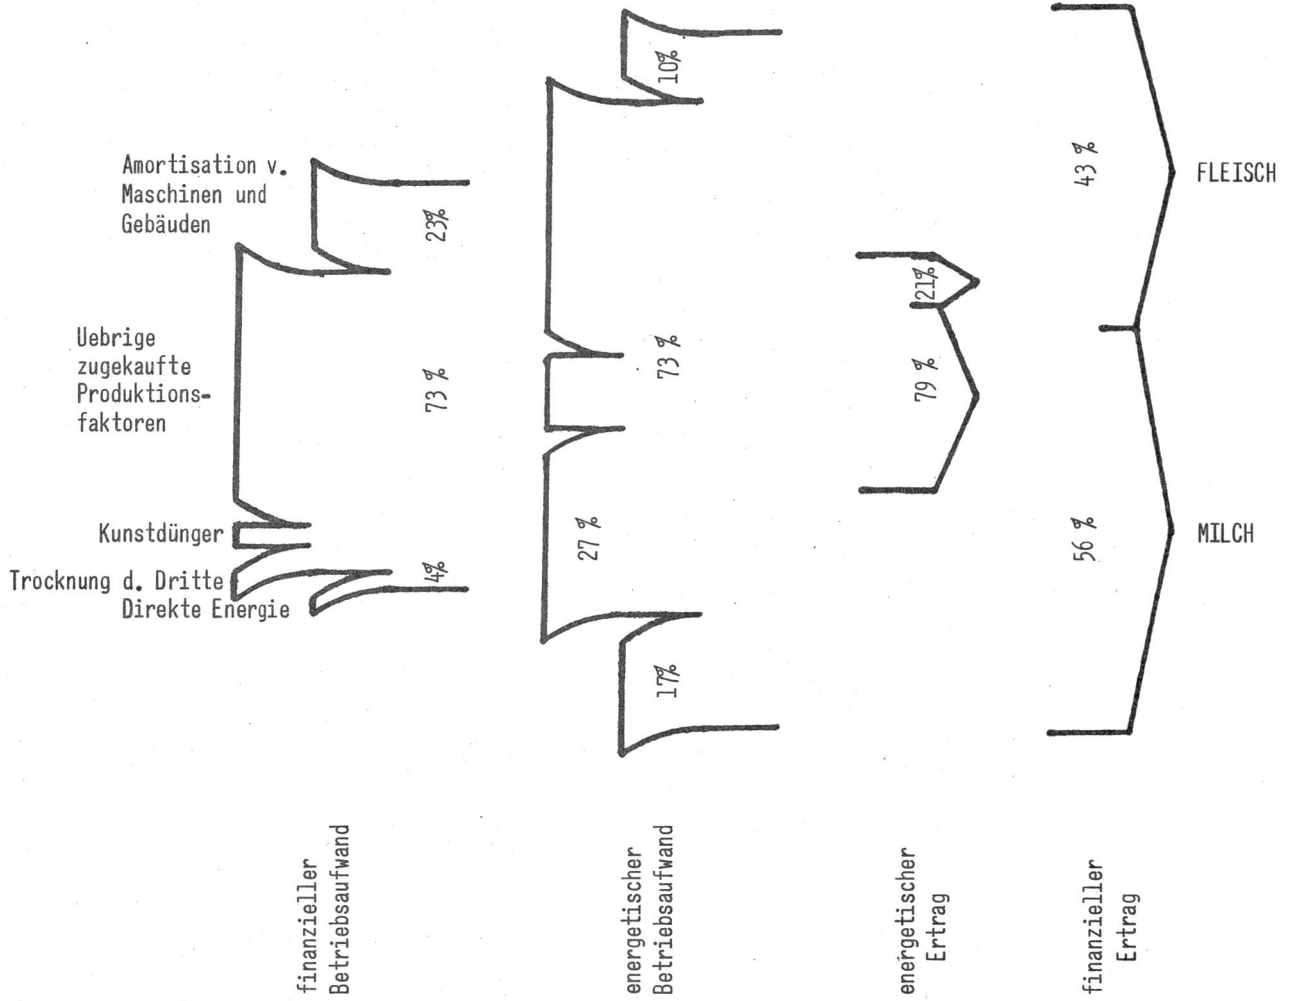 Amortisation v.
Maschinen und
Gebäuden
Uebrige
zugekaufte
Produktions-
faktoren
Kunstdünger
Trocknung d. Dritte
Direkte Energie
23%
73 %
4%
10%
73 %
27 %
17%
21%
79 %
43 %
56 %
FLEISCH
MILCH
finanzieller
Betriebsaufwand
energetischer
Betriebsaufwand
energetischer
Ertrag
finanzieller
Ertrag